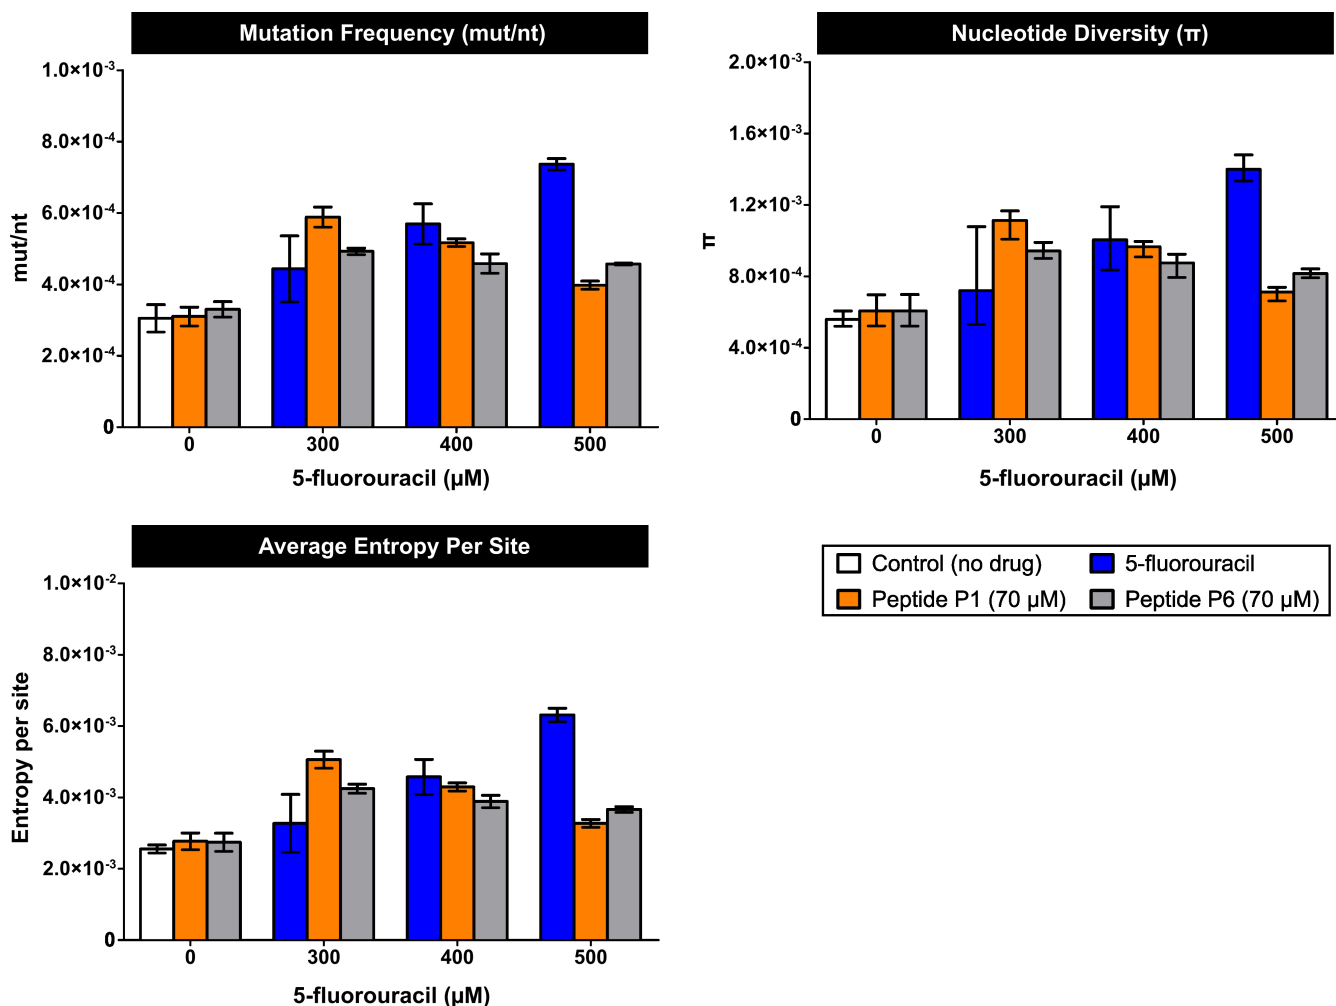 Mutation Frequency (mut/nt)
1.0×10⁻³
8.0×10⁻⁴
6.0×10⁻⁴
4.0×10⁻⁴
2.0×10⁻⁴
0
mut/nt
0 300 400 500
5-fluorouracil (µM)
Nucleotide Diversity (π)
2.0×10⁻³
1.6×10⁻³
1.2×10⁻³
8.0×10⁻⁴
4.0×10⁻⁴
0
π
0 300 400 500
5-fluorouracil (µM)
Average Entropy Per Site
1.0×10⁻²
8.0×10⁻³
6.0×10⁻³
4.0×10⁻³
2.0×10⁻³
0
Entropy per site
0 300 400 500
5-fluorouracil (µM)
Control (no drug) 5-fluorouracil
Peptide P1 (70 µM) Peptide P6 (70 µM)